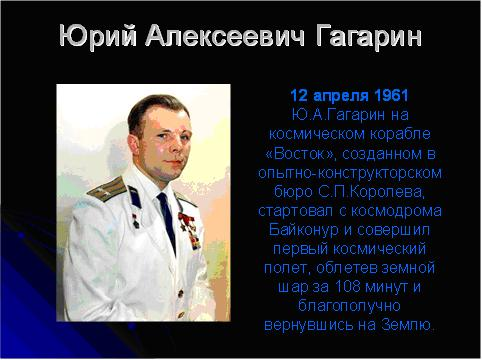 Юрий Алексеевич Гагарин
12 апреля 1961
Ю.А.Гагарин на
космическом корабле
«Восток», созданном в
опытно-конструкторском
бюро С.П.Королева,
стартовал с космодрома
Байконур и совершил
первый космический
полет, облетев земной
шар за 108 минут и
благополучно
вернувшись на Землю.